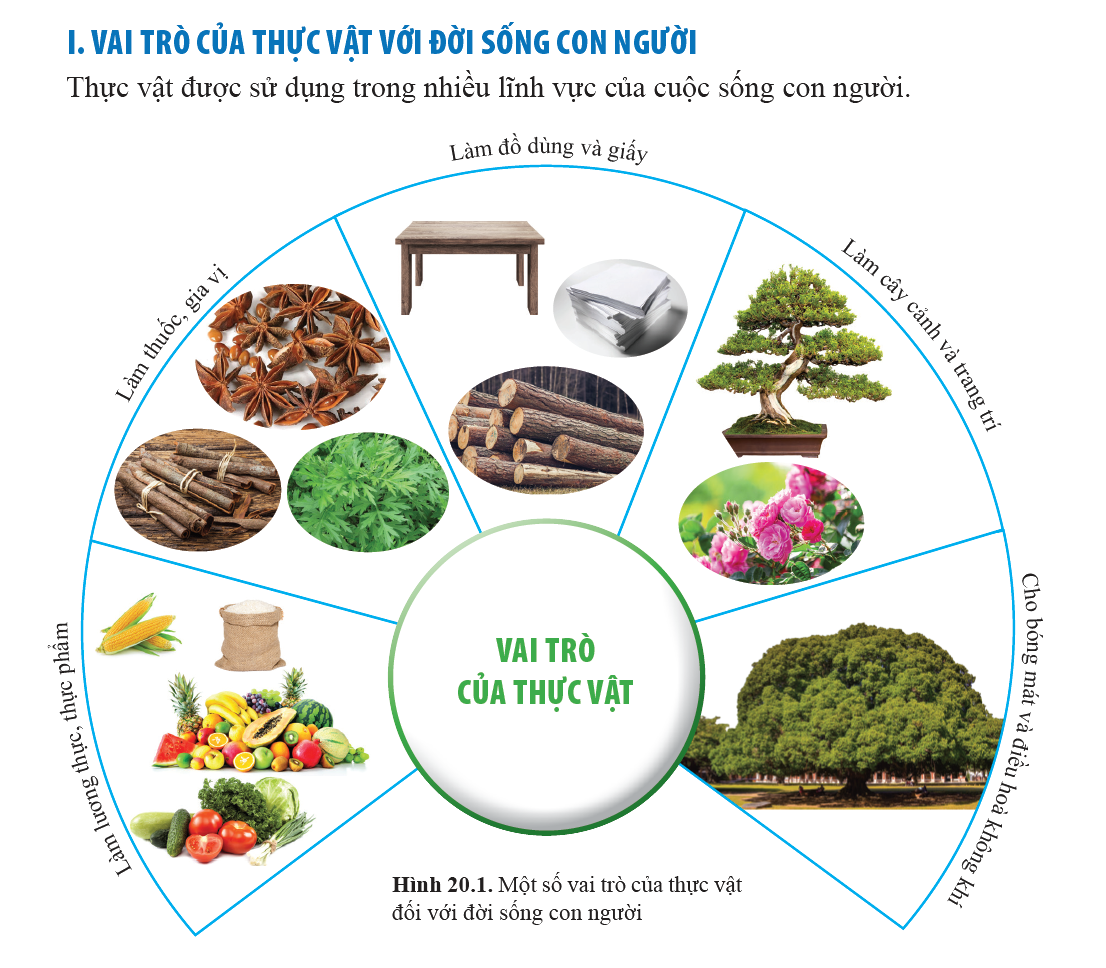 I. VAI TRÒ CỦA THỰC VẬT VỚI ĐỜI SỐNG CON NGƯỜI
Thực vật được sử dụng trong nhiều lĩnh vực của cuộc sống con người.
Làm đồ dùng và giấy
Làm thuốc, gia vị
Làm cây cảnh và trang trí
Làm lương thực, thực phẩm
Cho bóng mát và điều hoà không khí
VAI TRÒ
CỦA THỰC VẬT
Hình 20.1. Một số vai trò của thực vật
đối với đời sống con người